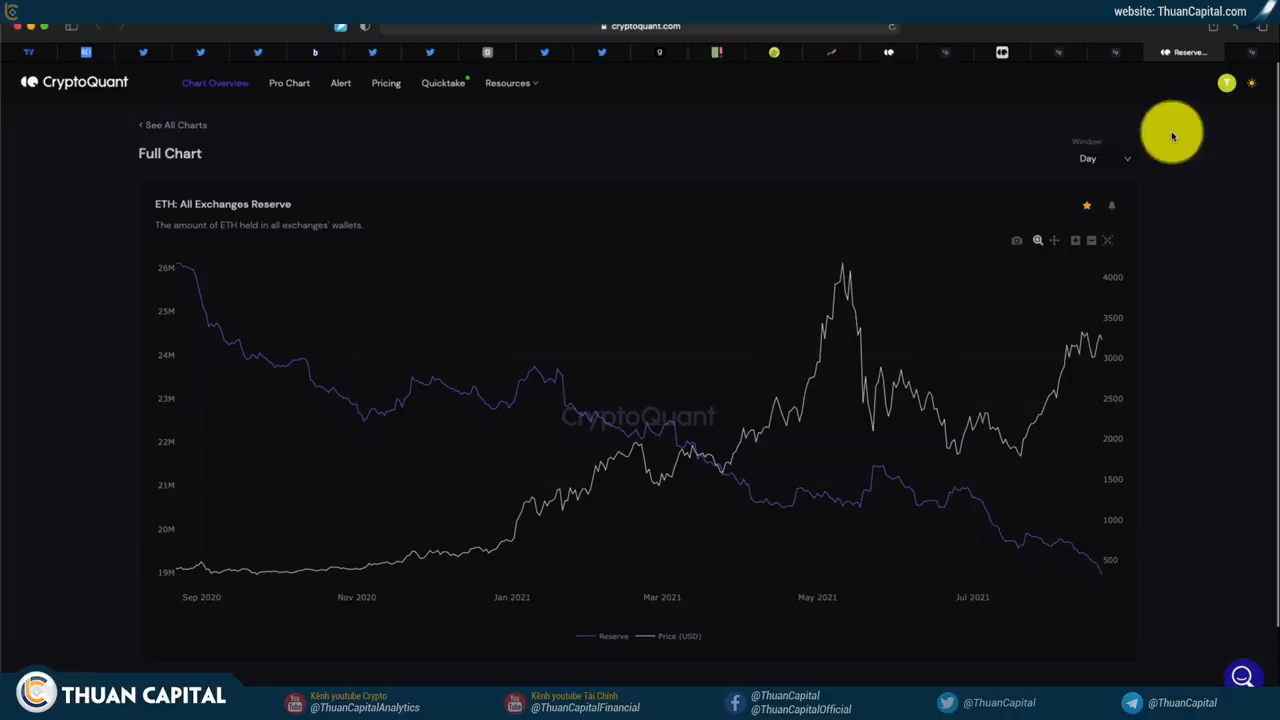 website: ThuanCapital.com
cryptoquant.com
Reserve...
CryptoQuant
Chart Overview
Pro Chart
Alert
Pricing
Quicktake
Resources
T
< See All Charts
Full Chart
Window
Day
ETH: All Exchanges Reserve
The amount of ETH held in all exchanges' wallets.
26M
25M
24M
23M
22M
21M
20M
19M
4000
3500
3000
2500
2000
1500
1000
500
CryptoQuant
Sep 2020
Nov 2020
Jan 2021
Mar 2021
May 2021
Jul 2021
Reserve
Price (USD)
THUAN CAPITAL
Kênh youtube Crypto
@ThuanCapitalAnalytics
Kênh youtube Tài Chính
@ThuanCapitalFinancial
@ThuanCapital
@ThuanCapitalOfficial
@ThuanCapital
@ThuanCapital